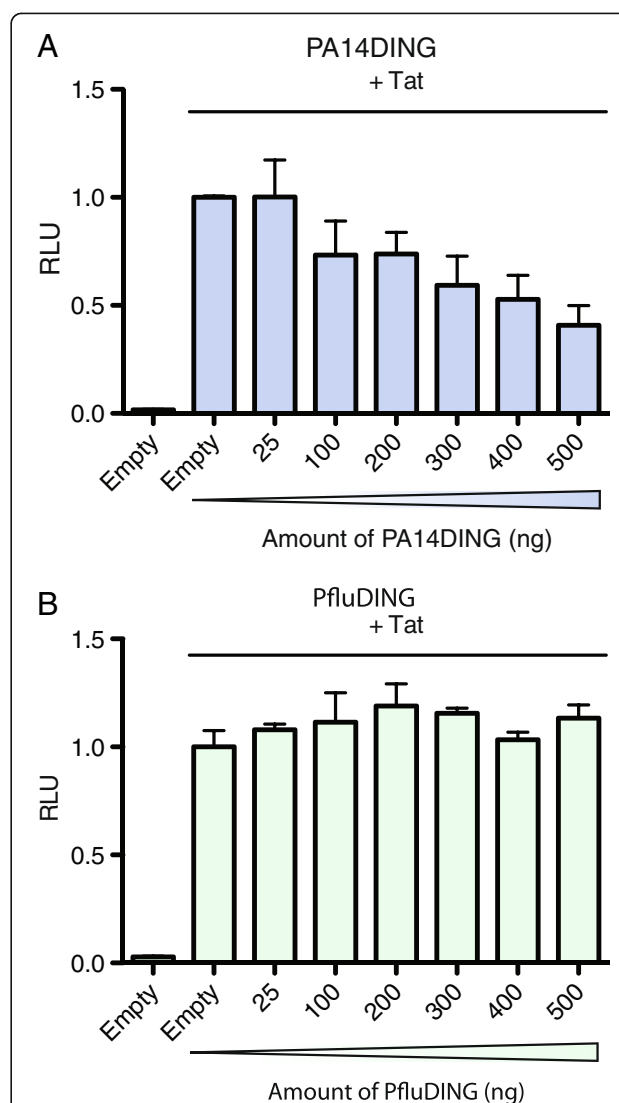 A
PA14DING
+ Tat
1.5
1.0
0.5
0.0
RLU
Empty
Empty
25
100
200
300
400
500
Amount of PA14DING (ng)
B
PfluDING
+ Tat
1.5
1.0
0.5
0.0
RLU
Empty
Empty
25
100
200
300
400
500
Amount of PfluDING (ng)